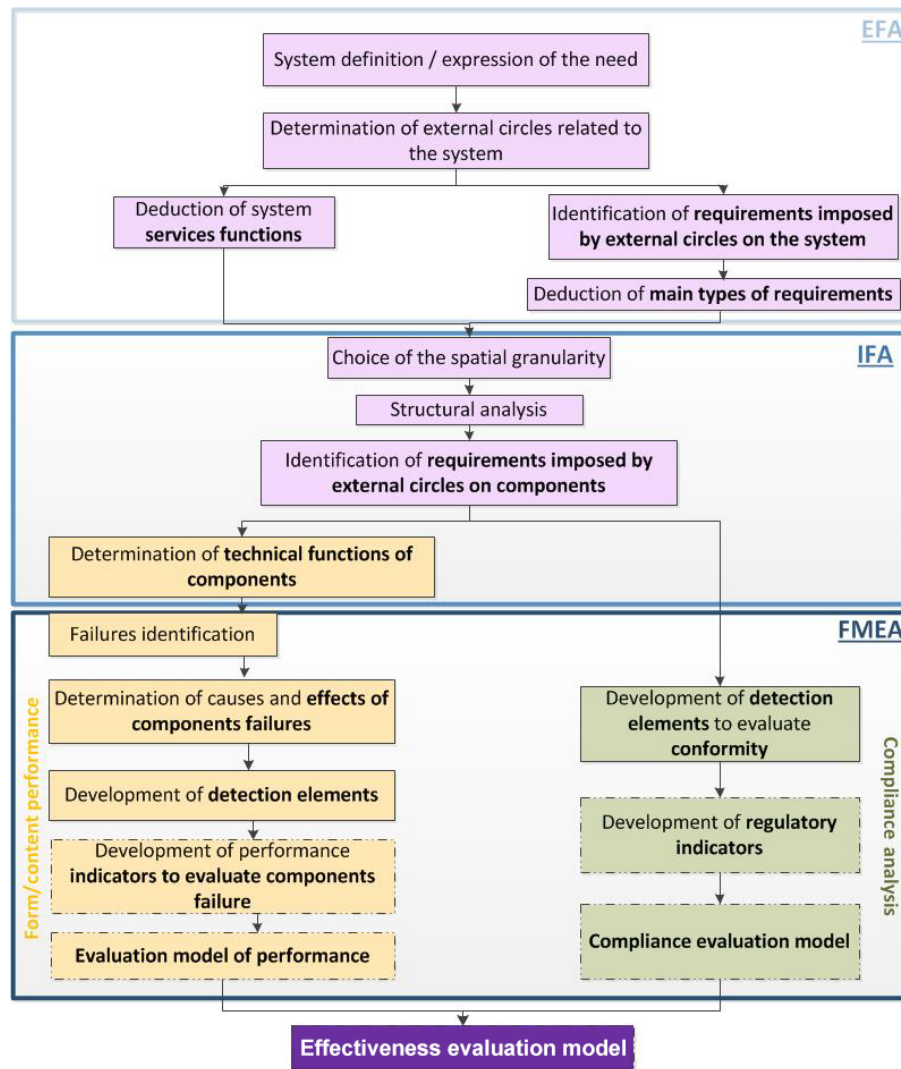 EFA
System definition / expression of the need
Determination of external circles related to
the system
Deduction of system
services functions
Identification of requirements imposed
by external circles on the system
Deduction of main types of requirements
IFA
Choice of the spatial granularity
Structural analysis
Identification of requirements imposed by
external circles on components
Determination of technical functions of
components
FMEA
Failures identification
Form/content performance
Determination of causes and effects of
components failures
Development of detection elements
Development of performance
indicators to evaluate components
failure
Evaluation model of performance
Development of detection
elements to evaluate
conformity
Development of regulatory
indicators
Compliance evaluation model
Compliance analysis
Effectiveness evaluation model